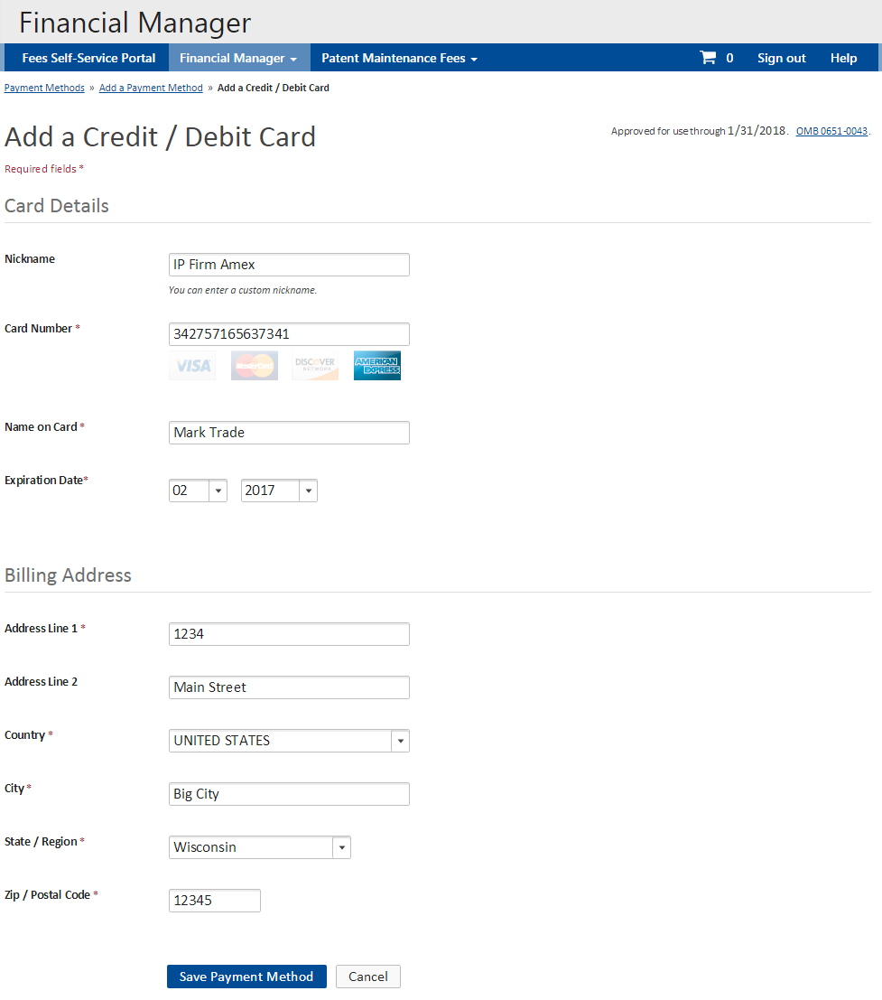 Financial Manager
Fees Self-Service Portal Financial Manager Patent Maintenance Fees 0 Sign out Help
Payment Methods » Add a Payment Method » Add a Credit / Debit Card
Add a Credit / Debit Card
Approved for use through 1/31/2018. OMB 0651-0043.
Required fields *
Card Details
Nickname
IP Firm Amex
You can enter a custom nickname.
Card Number *
342757165637341
VISA MasterCard DISCOVER NETWORK AMERICAN EXPRESS
Name on Card *
Mark Trade
Expiration Date*
02 2017
Billing Address
Address Line 1 *
1234
Address Line 2
Main Street
Country *
UNITED STATES
City *
Big City
State / Region *
Wisconsin
Zip / Postal Code *
12345
Save Payment Method Cancel